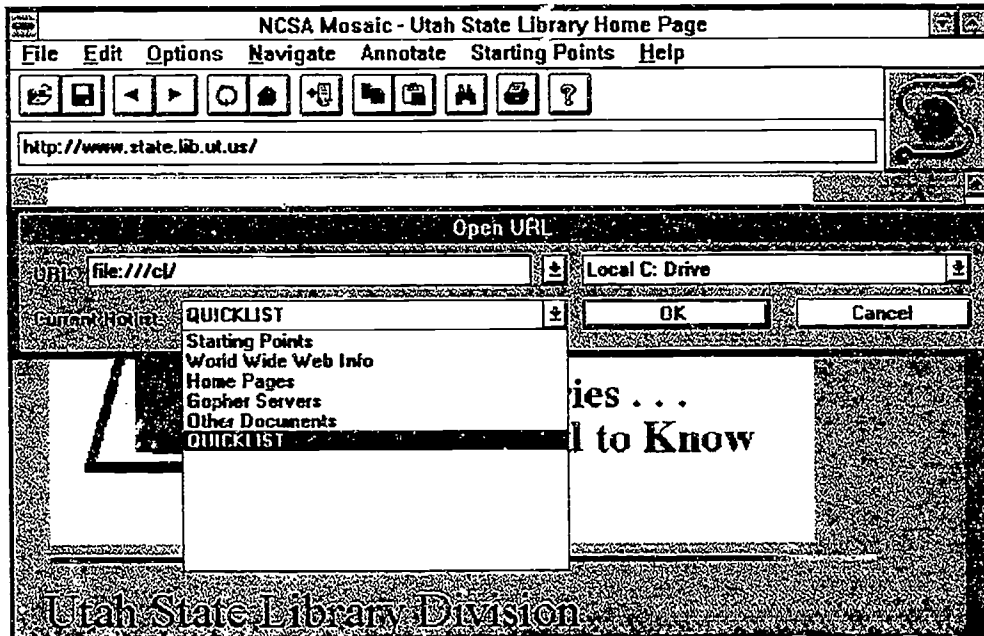 NCSA Mosaic - Utah State Library Home Page
File Edit Options Navigate Annotate Starting Points Help
http://www.state.lib.ut.us/
Open URL
URL: file:///c|/ Local C: Drive
Current Hotlist: QUICKLIST OK Cancel
Starting Points
World Wide Web Info
Home Pages
Gopher Servers
Other Documents
QUICKLIST
ies . . .
to Know
Utah State Library Division